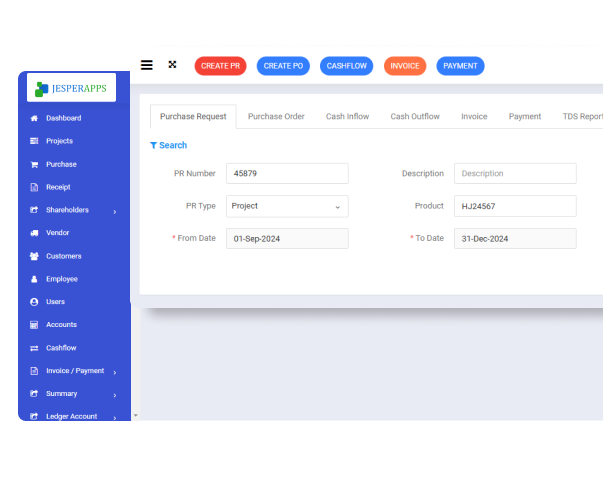 CREATE PR CREATE PO CASHFLOW INVOICE PAYMENT
JESPERAPPS
Purchase Request Purchase Order Cash Inflow Cash Outflow Invoice Payment TDS Report
Dashboard
Search
Projects
Purchase
PR Number 45879 Description Description
Receipt
Shareholders
PR Type Project Product HJ24567
Vendor
* From Date 01-Sep-2024 * To Date 31-Dec-2024
Customers
Employee
Users
Accounts
Cashflow
Invoice / Payment
Summary
Ledger Account